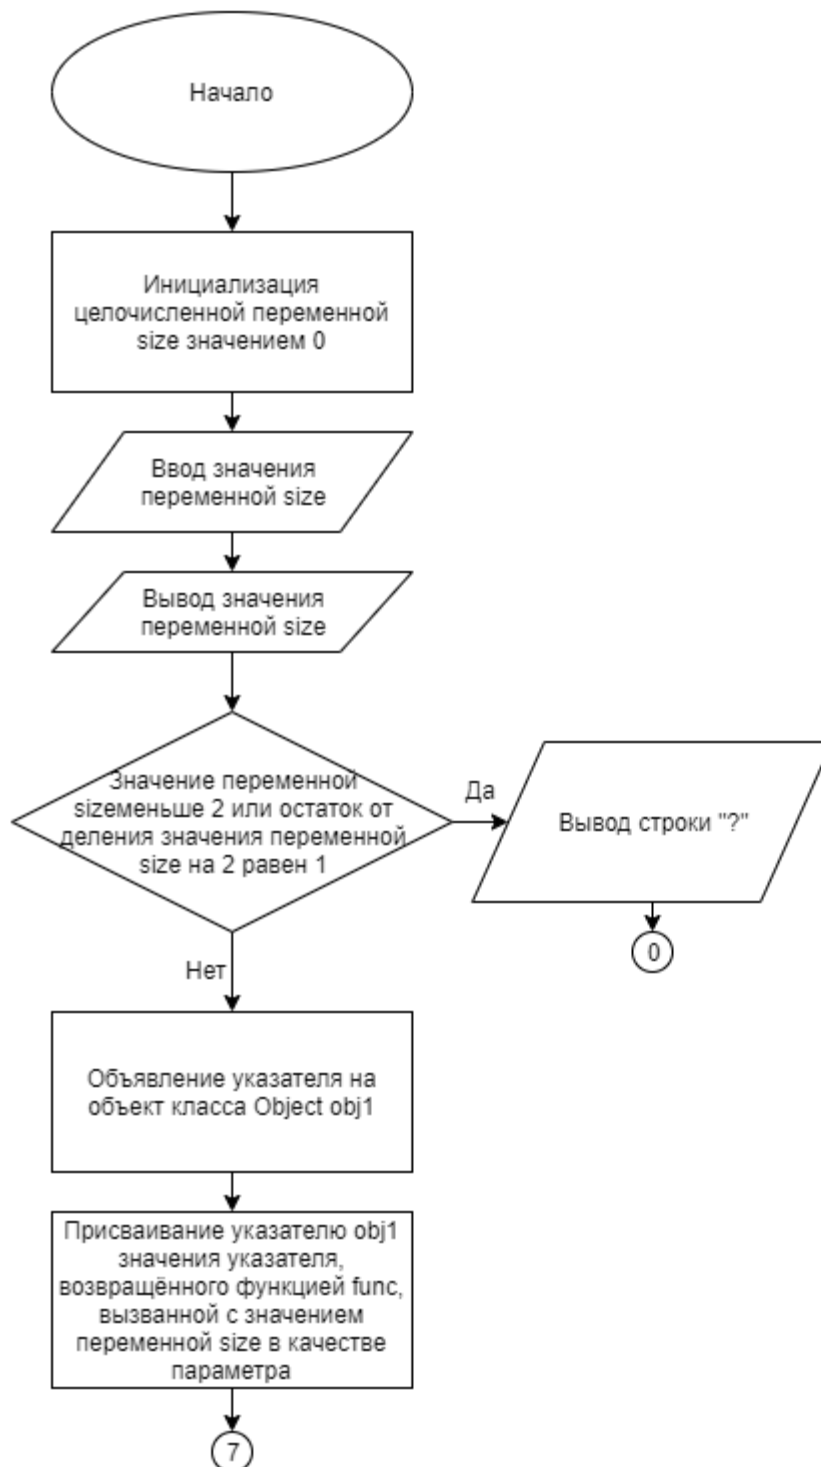 Начало
Инициализация
целочисленной переменной
size значением 0
Ввод значения
переменной size
Вывод значения
переменной size
Значение переменной
sizeменьше 2 или остаток от
деления значения переменной
size на 2 равен 1
Да
Вывод строки "?"
0
Нет
Объявление указателя на
объект класса Object obj1
Присваивание указателю obj1
значения указателя,
возвращённого функцией func,
вызванной с значением
переменной size в качестве
параметра
7